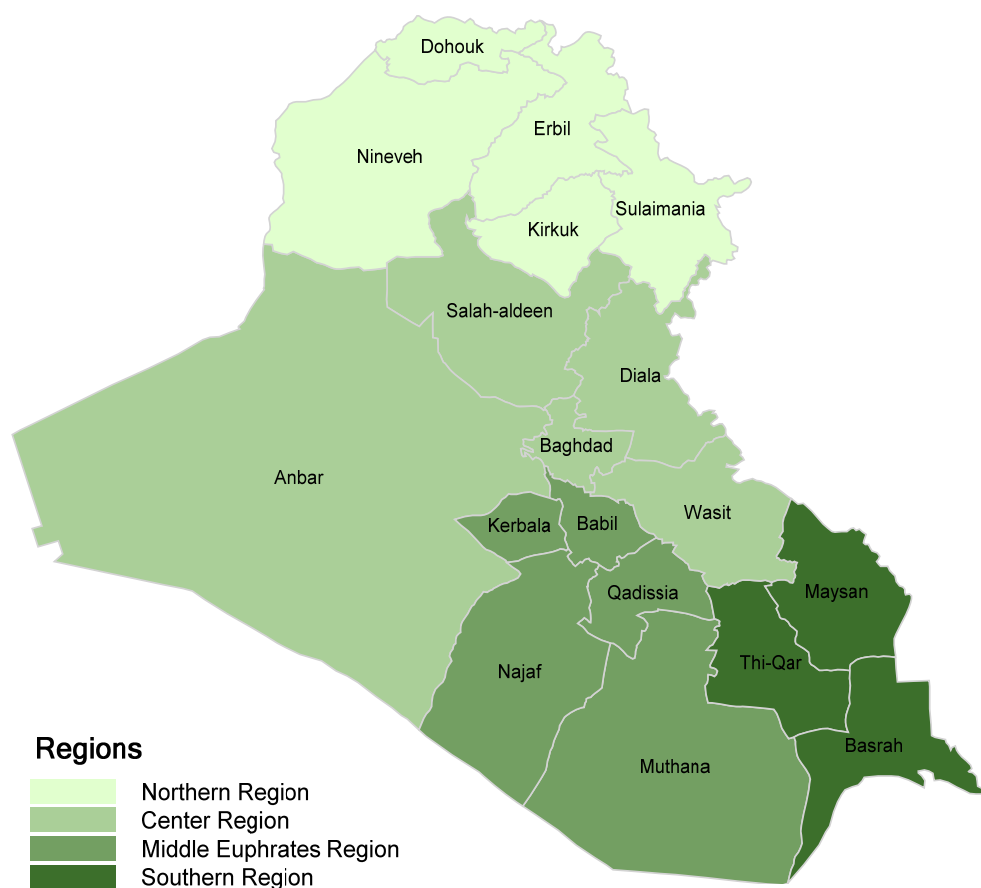 Dohouk
Erbil
Nineveh
Sulaimania
Kirkuk
Salah-aldeen
Diala
Baghdad
Anbar
Wasit
Kerbala
Babil
Qadissia
Maysan
Thi-Qar
Najaf
Basrah
Muthana
Regions
Northern Region
Center Region
Middle Euphrates Region
Southern Region